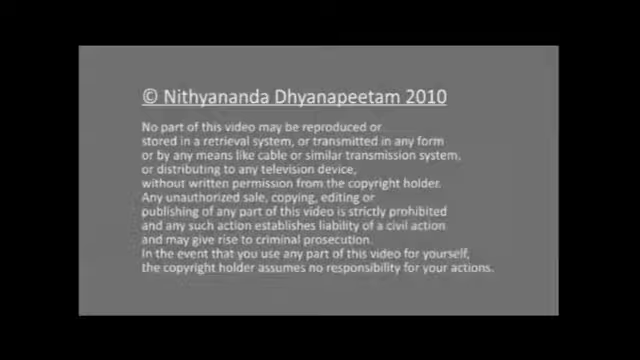 © Nithyananda Dhyanapeetam 2010
No part of this video may be reproduced or
stored in a retrieval system, or transmitted in any form
or by any means like cable or similar transmission system,
or distributing to any television device,
without written permission from the copyright holder.
Any unauthorized sale, copying, editing or
publishing of any part of this video is strictly prohibited
and any such action establishes liability of a civil action
and may give rise to criminal prosecution.
In the event that you use any part of this video for yourself,
the copyright holder assumes no responsibility for your actions.